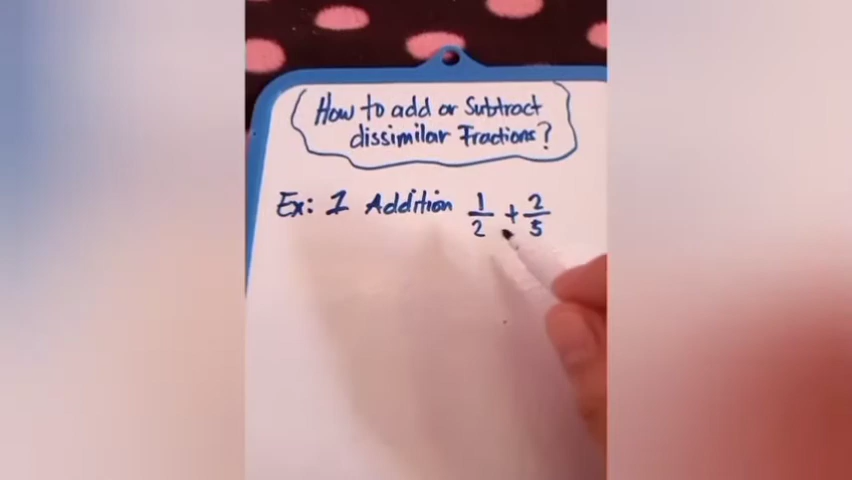 How to add or Subtract
dissimilar Fractions?
Ex: 1 Addition 1/2 + 2/5